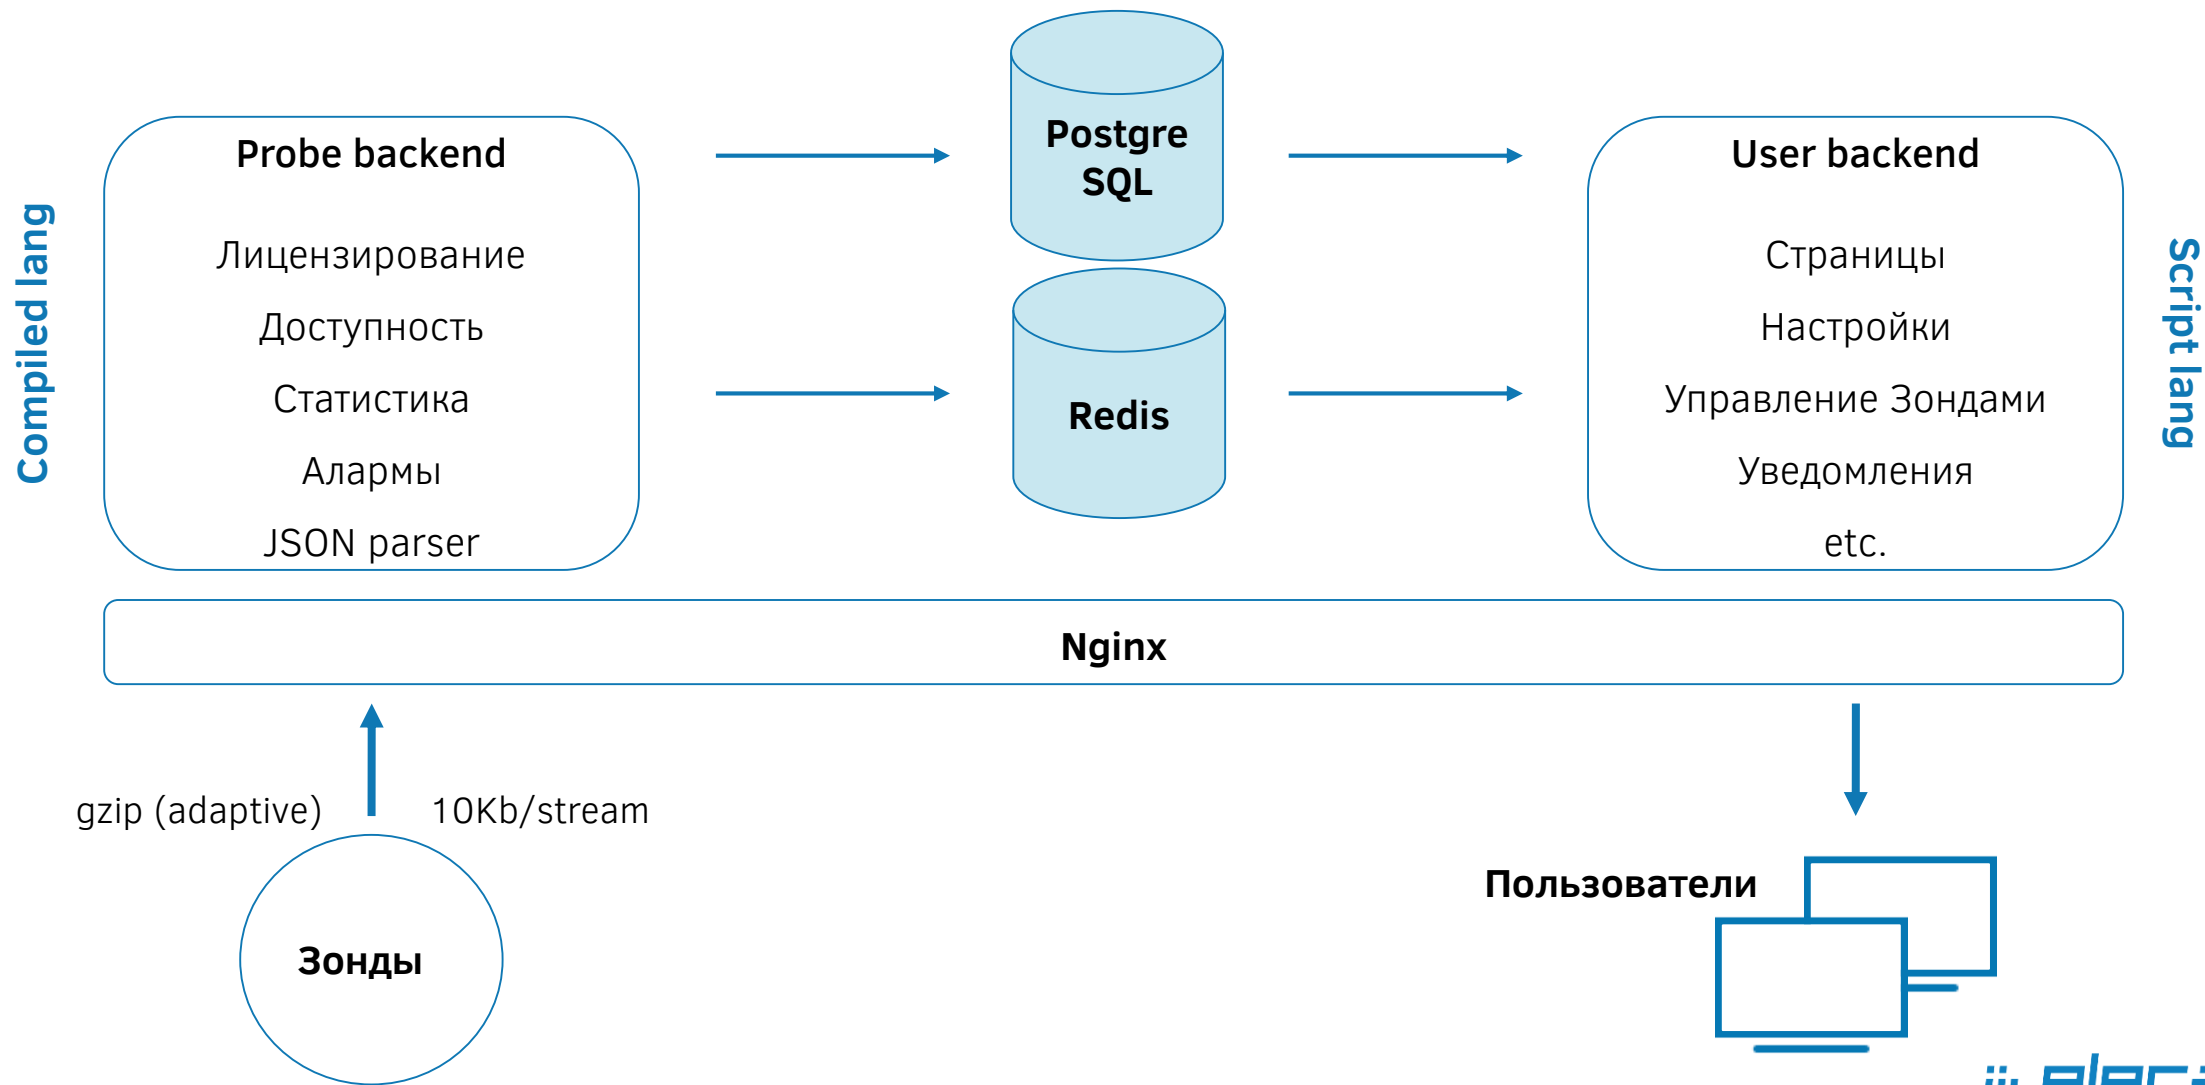 Compiled lang
Probe backend
Лицензирование
Доступность
Статистика
Алармы
JSON parser
Postgre
SQL
Redis
User backend
Страницы
Настройки
Управление Зондами
Уведомления
etc.
Script lang
Nginx
gzip (adaptive)
10Kb/stream
Зонды
Пользователи